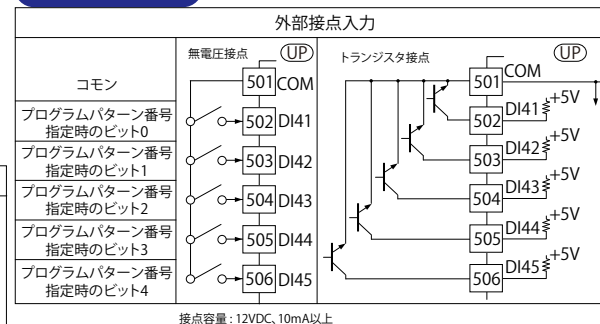 外部接点入力
無電圧接点
UP
トランジスタ接点
UP
コモン
501
COM
501
COM
プログラムパターン番号
指定時のビット0
502
DI41
502
DI41
+5V
プログラムパターン番号
指定時のビット1
503
DI42
503
DI42
+5V
プログラムパターン番号
指定時のビット2
504
DI43
504
DI43
+5V
プログラムパターン番号
指定時のビット3
505
DI44
505
DI44
+5V
プログラムパターン番号
指定時のビット4
506
DI45
506
DI45
+5V
接点容量：12VDC、10mA以上